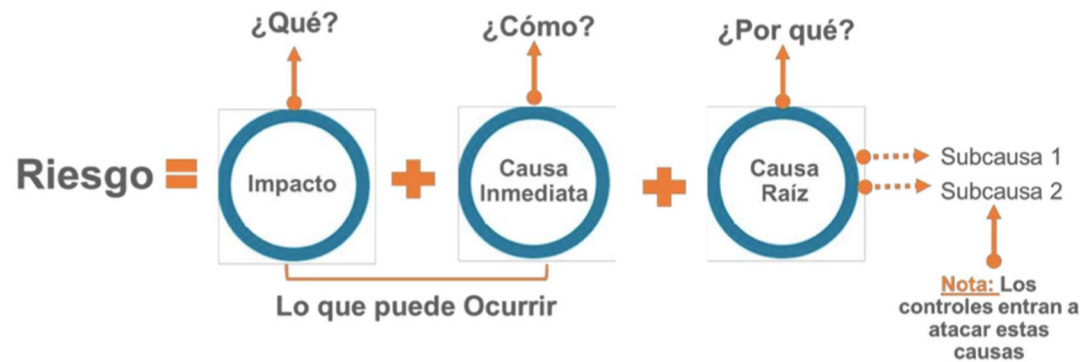 ¿Qué?
¿Cómo?
¿Por qué?
Riesgo =
Impacto
+
Causa
Inmediata
+
Causa
Raíz
Subcausa 1
Subcausa 2
Lo que puede Ocurrir
Nota: Los
controles entran a
atacar estas
causas